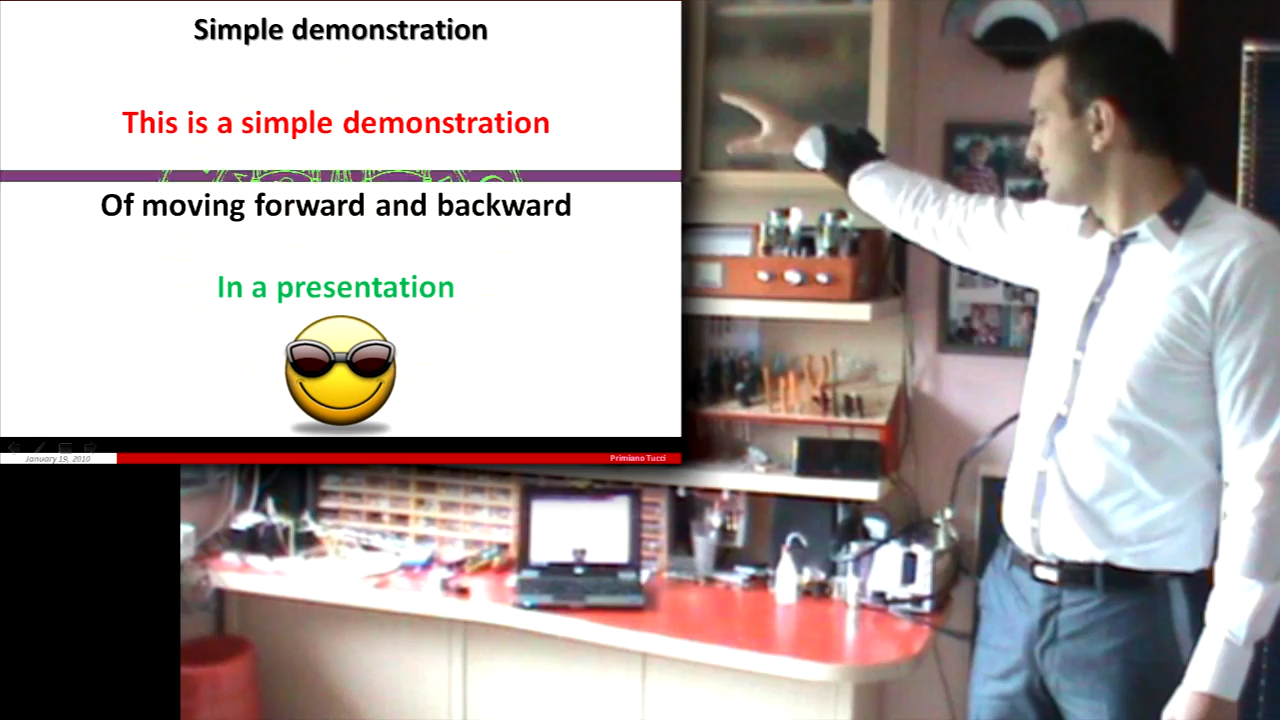 Simple demonstration
This is a simple demonstration
Of moving forward and backward
In a presentation
January 19, 2010
Primiano Tucci